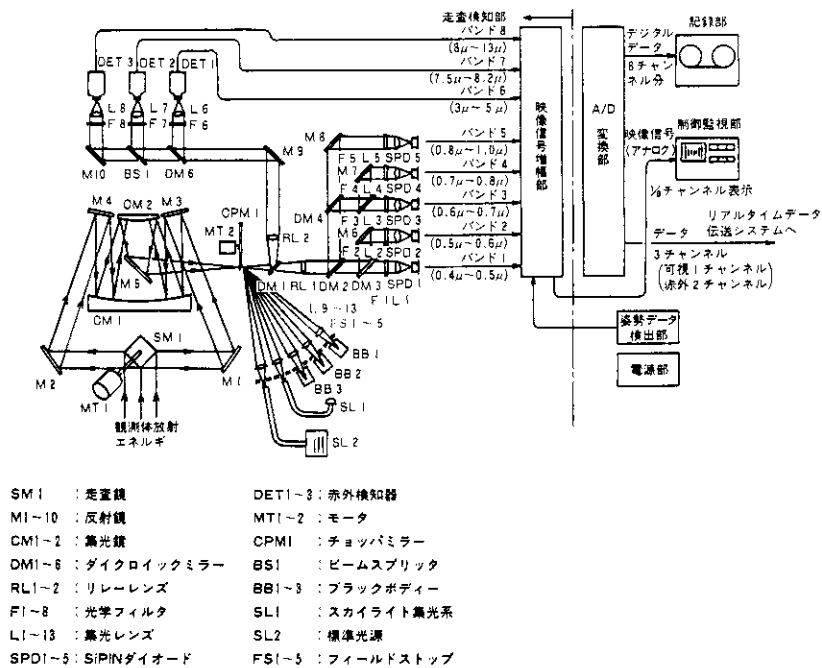 走査検知部
記録部
DET3
DET2
DET1
バンド8
(8μ~13μ)
バンド7
(7.5μ~8.2μ)
バンド6
(3μ~5μ)
デジタル
データ
8チャン
ネル分
L8
L7
L6
F8
F7
F6
M10
BS1
DM6
M9
M8
バンド5
(0.8μ~1.0μ)
F5 L5 SPD5
M7
バンド4
(0.7μ~0.8μ)
F4 L4 SPD4
バンド3
(0.6μ~0.7μ)
DM4
F3 L3 SPD3
M6
バンド2
(0.5μ~0.6μ)
F2 L2 SPD2
バンド1
(0.4μ~0.5μ)
DM1 RL1 DM2 DM3 SPD1
F1 L1
映像信号増幅部
A/D
変換部
映像信号
(アナログ)
制御監視部
1/8チャンネル表示
リアルタイムデータ
伝送システムへ
データ
3チャンネル
(可視1チャンネル
赤外2チャンネル)
姿勢データ
検出部
電源部
M4
CM2
M3
CPM1
MT2
RL2
M5
CM1
SM1
L9~13
FS1~5
BB1
BB2
BB3
SL1
SL2
M2
M1
MT1
観測体放射
エネルギ
SM1 :走査鏡
M1~10 :反射鏡
CM1~2 :集光鏡
DM1~6 :ダイクロイックミラー
RL1~2 :リレーレンズ
F1~8 :光学フィルタ
L1~13 :集光レンズ
SPD1~5:SiPINダイオード
DET1~3:赤外検知器
MT1~2 :モータ
CPM1 :チョッパミラー
BS1 :ビームスプリッタ
BB1~3 :ブラックボディー
SL1 :スカイライト集光系
SL2 :標準光源
FS1~5 :フィールドストップ